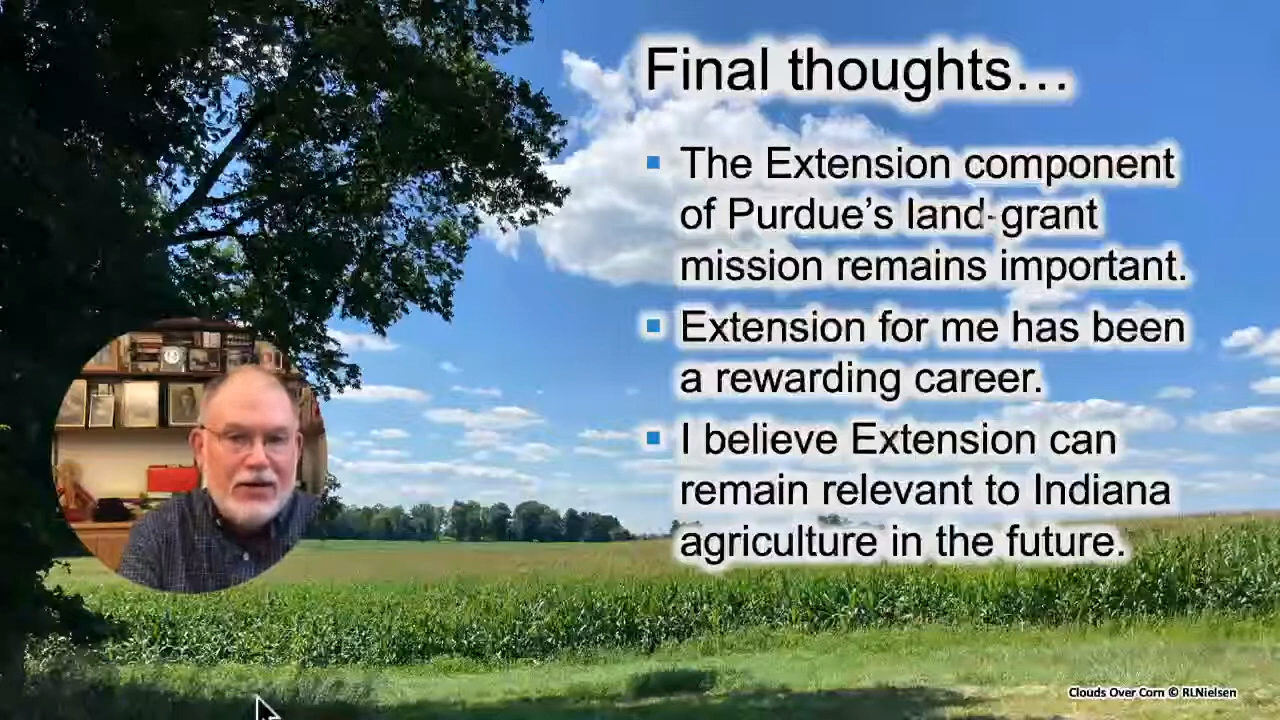 Final thoughts…
▪ The Extension component
of Purdue’s land-grant
mission remains important.
▪ Extension for me has been
a rewarding career.
▪ I believe Extension can
remain relevant to Indiana
agriculture in the future.
Clouds Over Corn © RLNielsen